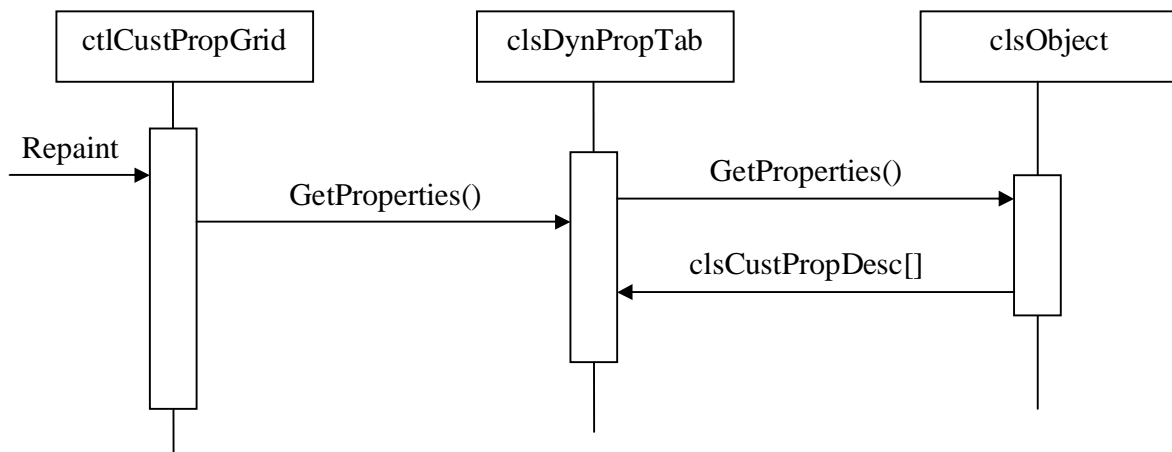 ctlCustPropGrid
clsDynPropTab
clsObject
Repaint
GetProperties()
GetProperties()
clsCustPropDesc[]